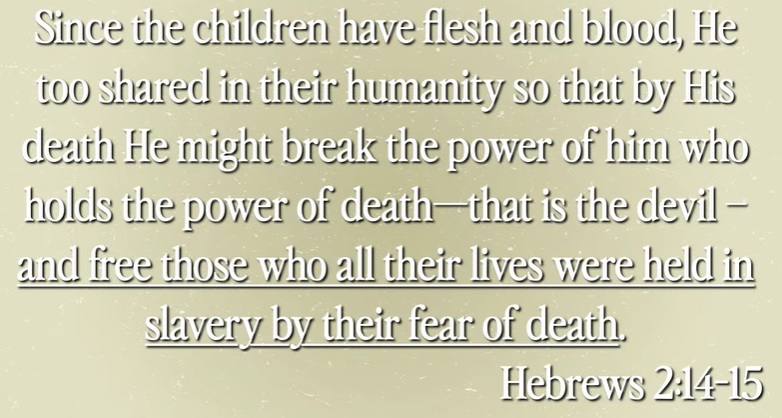 Since the children have flesh and blood, He
too shared in their humanity so that by His
death He might break the power of him who
holds the power of death—that is the devil –
and free those who all their lives were held in
slavery by their fear of death.
Hebrews 2:14-15